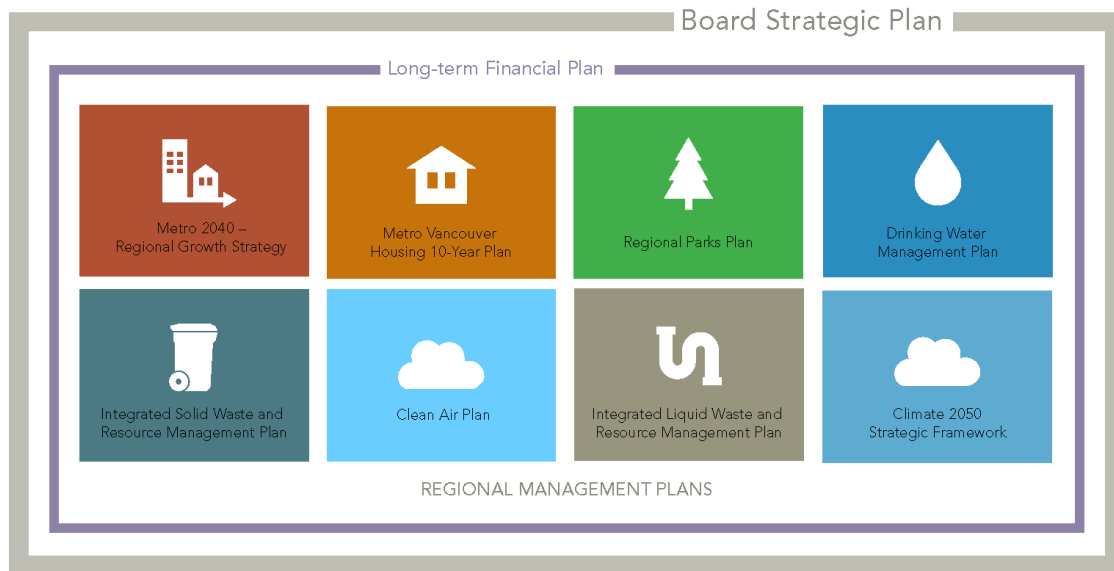 Board Strategic Plan
Long-term Financial Plan
Metro 2040 –
Regional Growth Strategy
Metro Vancouver
Housing 10-Year Plan
Regional Parks Plan
Drinking Water
Management Plan
Integrated Solid Waste and
Resource Management Plan
Clean Air Plan
Integrated Liquid Waste and
Resource Management Plan
Climate 2050
Strategic Framework
REGIONAL MANAGEMENT PLANS